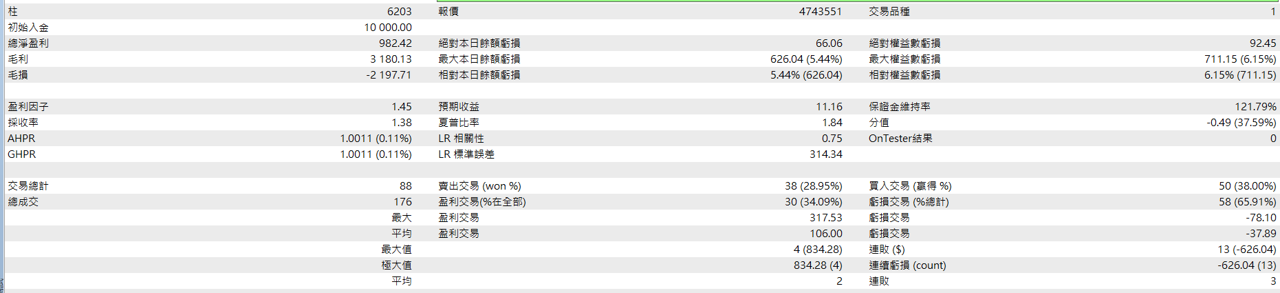 柱 6203 報價 4743551 交易品種 1
初始入金 10 000.00
總淨盈利 982.42 絕對本日餘額虧損 66.06 絕對權益數虧損 92.45
毛利 3 180.13 最大本日餘額虧損 626.04 (5.44%) 最大權益數虧損 711.15 (6.15%)
毛損 -2 197.71 相對本日餘額虧損 5.44% (626.04) 相對權益數虧損 6.15% (711.15)
盈利因子 1.45 預期收益 11.16 保證金維持率 121.79%
採收率 1.38 夏普比率 1.84 分值 -0.49 (37.59%)
AHPR 1.0011 (0.11%) LR 相關性 0.75 OnTester結果 0
GHPR 1.0011 (0.11%) LR 標準誤差 314.34
交易總計 88 賣出交易 (won %) 38 (28.95%) 買入交易 (贏得 %) 50 (38.00%)
總成交 176 盈利交易(%在全部) 30 (34.09%) 虧損交易 (%總計) 58 (65.91%)
最大 盈利交易 317.53 虧損交易 -78.10
平均 盈利交易 106.00 虧損交易 -37.89
最大值 4 (834.28) 連敗 ($) 13 (-626.04)
極大值 834.28 (4) 連續虧損 (count) -626.04 (13)
平均 2 連敗 3